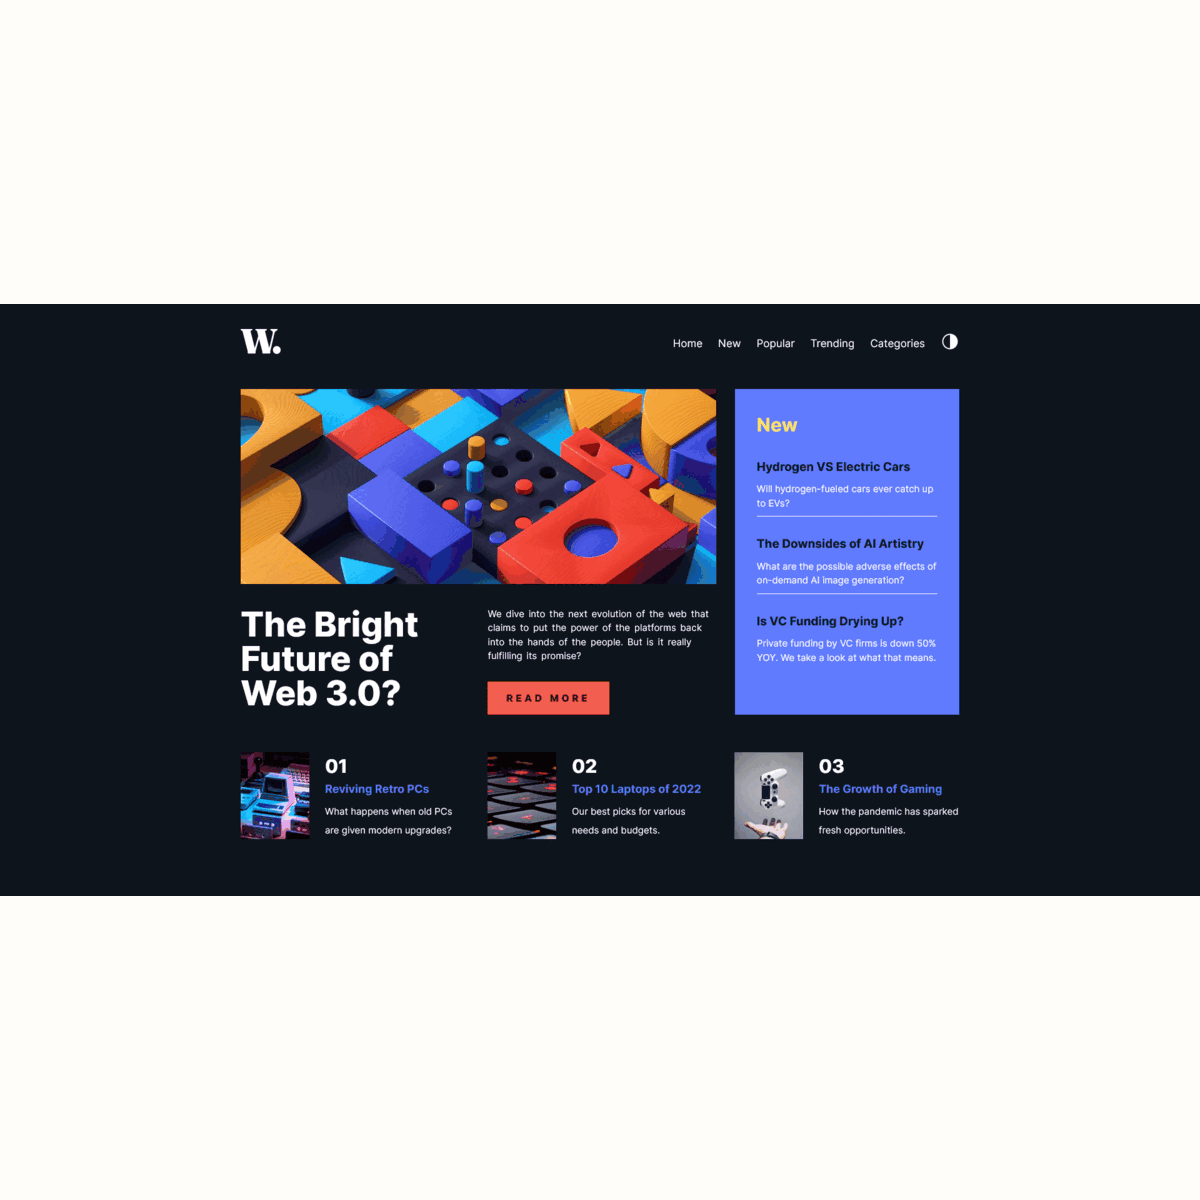 W.
Home New Popular Trending Categories
The Bright
Future of
Web 3.0?
We dive into the next evolution of the web that
claims to put the power of the platforms back
into the hands of the people. But is it really
fulfilling its promise?
READ MORE
New
Hydrogen VS Electric Cars
Will hydrogen-fueled cars ever catch up
to EVs?
The Downsides of AI Artistry
What are the possible adverse effects of
on-demand AI image generation?
Is VC Funding Drying Up?
Private funding by VC firms is down 50%
YOY. We take a look at what that means.
01
Reviving Retro PCs
What happens when old PCs
are given modern upgrades?
02
Top 10 Laptops of 2022
Our best picks for various
needs and budgets.
03
The Growth of Gaming
How the pandemic has sparked
fresh opportunities.